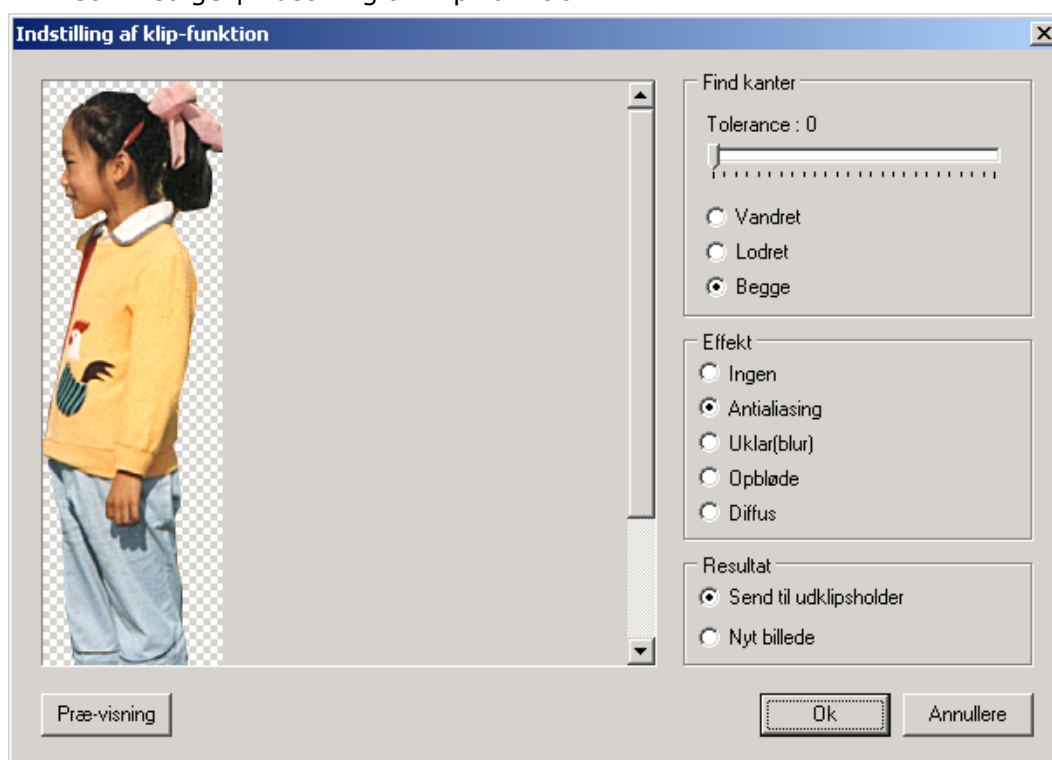 Indstilling af klip-funktion
Find kanter
Tolerance : 0
Vandret
Lodret
Begge
Effekt
Ingen
Antialiasing
Uklar(blur)
Opbløde
Diffus
Resultat
Send til udklipsholder
Nyt billede
Præ-visning
Ok
Annullere